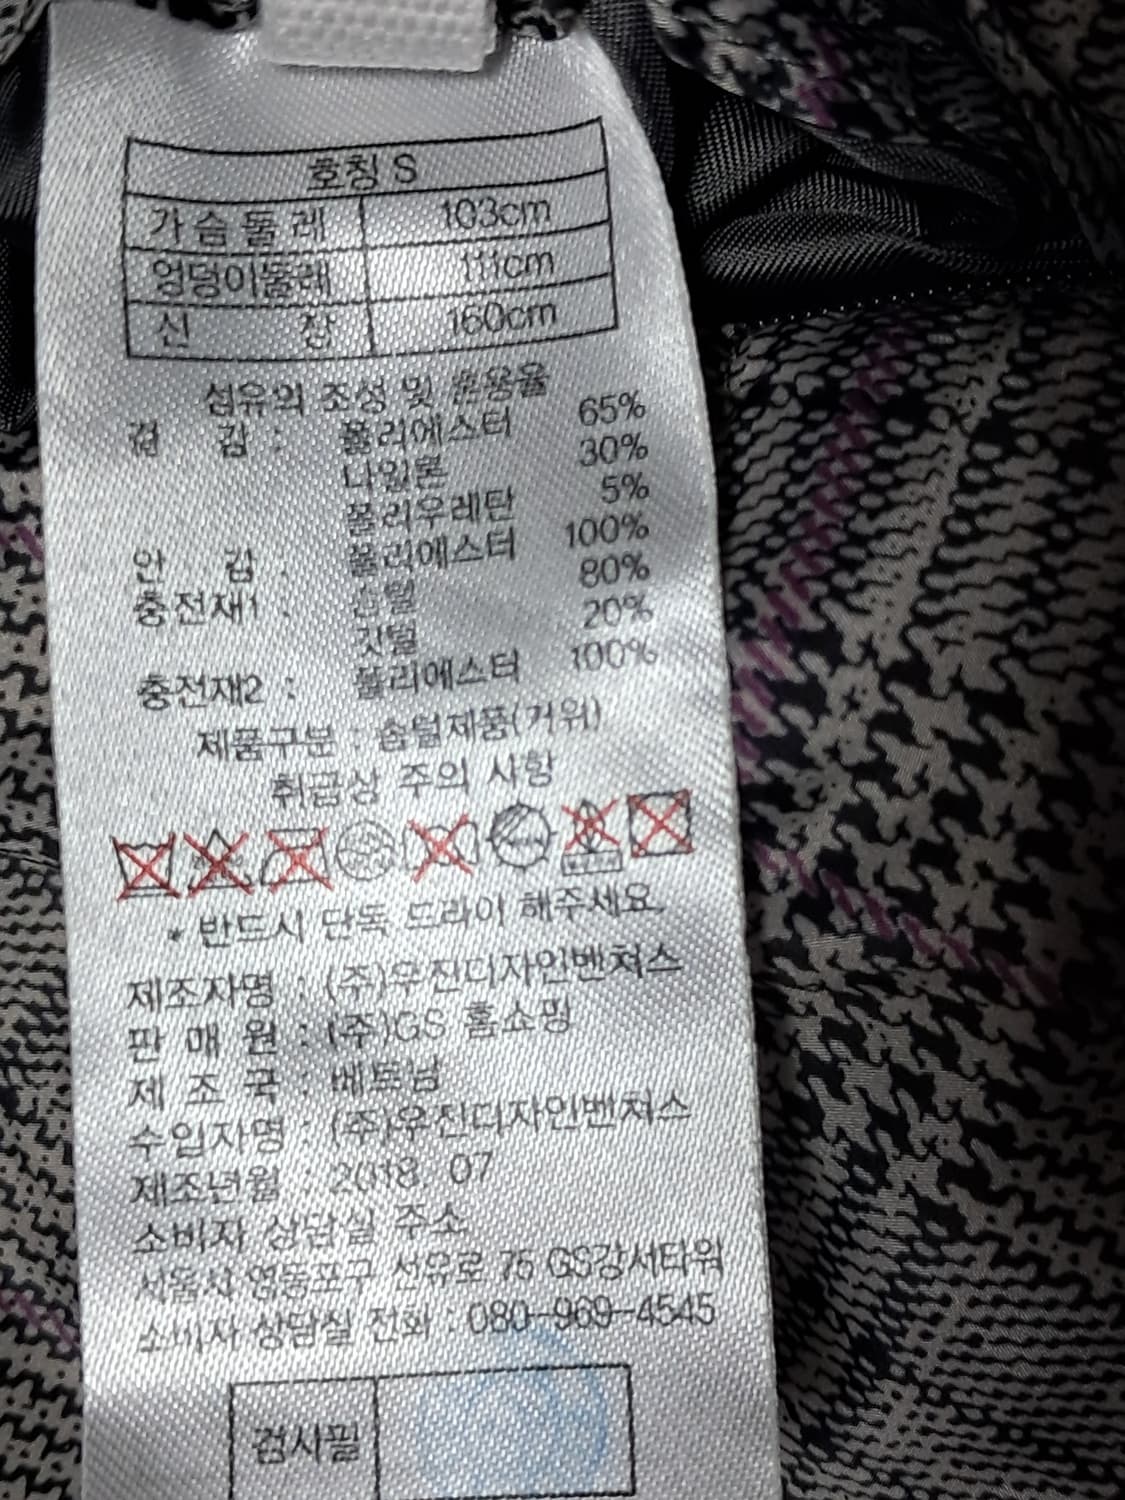 호칭 S
가슴둘레 103cm
엉덩이둘레 111cm
신 장 160cm
섬유의 조성 및 혼용율
겉 감 : 폴리에스터 65%
나일론 30%
폴리우레탄 5%
안 감 : 폴리에스터 100%
충전재1 : 솜털 80%
깃털 20%
충전재2 : 폴리에스터 100%
제품구분 : 솜털제품(거위)
취급상 주의 사항
* 반드시 단독 드라이 해주세요.
제조자명 : (주)우진디자인벤쳐스
판 매 원 : (주)GS 홈쇼핑
제 조 국 : 베트남
수입자명 : (주)우진디자인벤쳐스
제조년월 : 2018. 07
소비자 상담실 주소
서울시 영등포구 선유로 75 GS강서타워
소비자 상담실 전화 : 080-969-4545
검사필